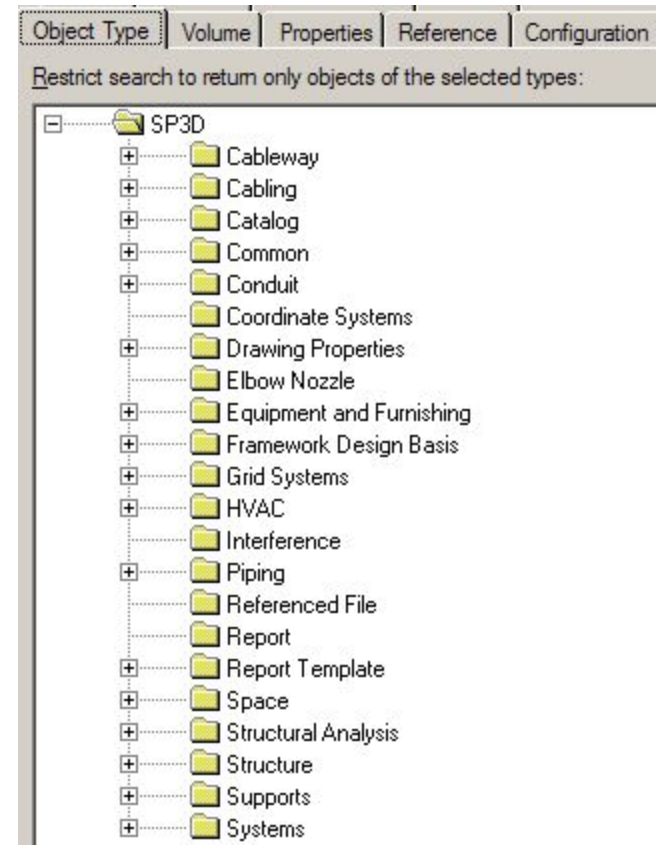 Object Type Volume Properties Reference Configuration
Restrict search to return only objects of the selected types:
SP3D
Cableway
Cabling
Catalog
Common
Conduit
Coordinate Systems
Drawing Properties
Elbow Nozzle
Equipment and Furnishing
Framework Design Basis
Grid Systems
HVAC
Interference
Piping
Referenced File
Report
Report Template
Space
Structural Analysis
Structure
Supports
Systems